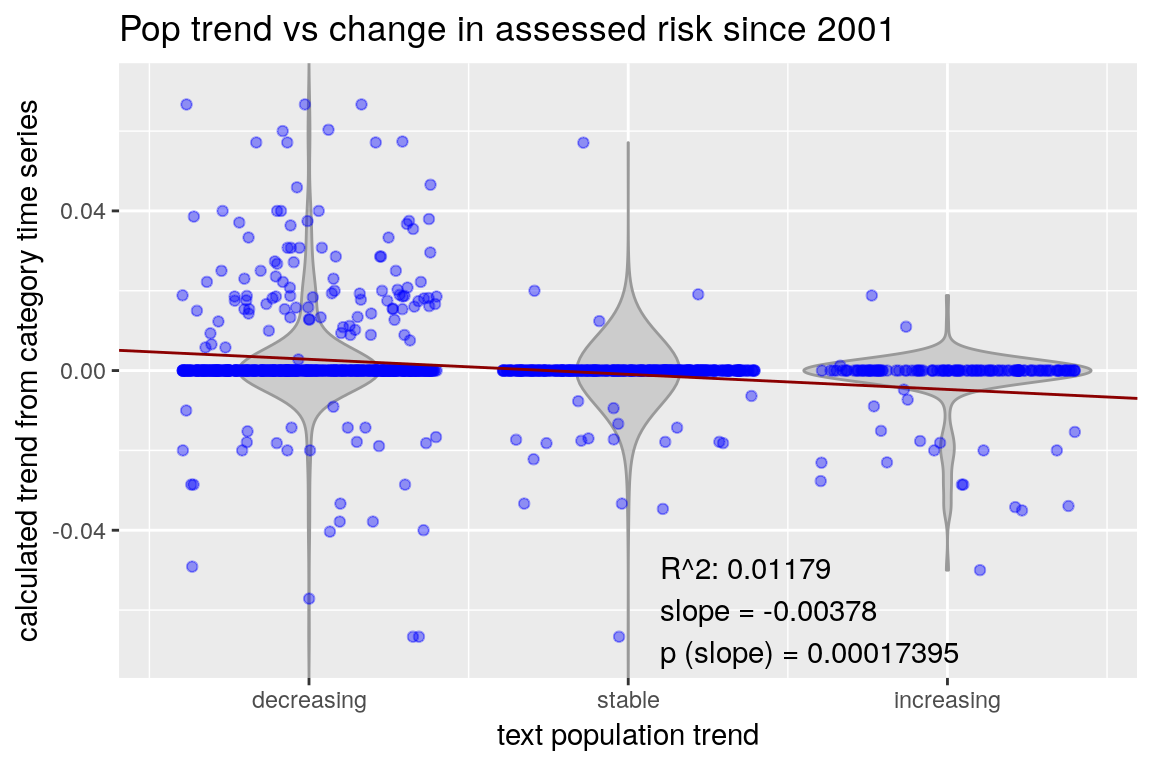 Pop trend vs change in assessed risk since 2001
calculated trend from category time series
0.04
0.00
-0.04
R^2: 0.01179
slope = -0.00378
p (slope) = 0.00017395
decreasing
stable
increasing
text population trend